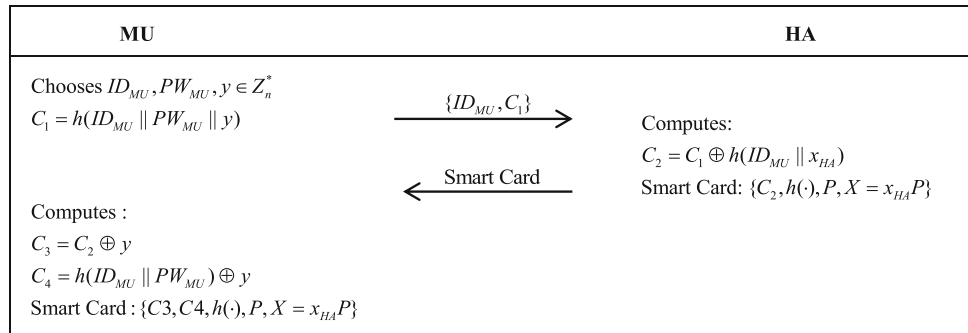 MU HA
Chooses ID_MU, PW_MU, y ∈ Z_n^*
C_1 = h(ID_MU || PW_MU || y)
{ID_MU, C_1}
Computes:
C_2 = C_1 ⊕ h(ID_MU || x_HA)
Smart Card: {C_2, h(·), P, X = x_HA P}
Smart Card
Computes :
C_3 = C_2 ⊕ y
C_4 = h(ID_MU || PW_MU) ⊕ y
Smart Card : {C3, C4, h(·), P, X = x_HA P}